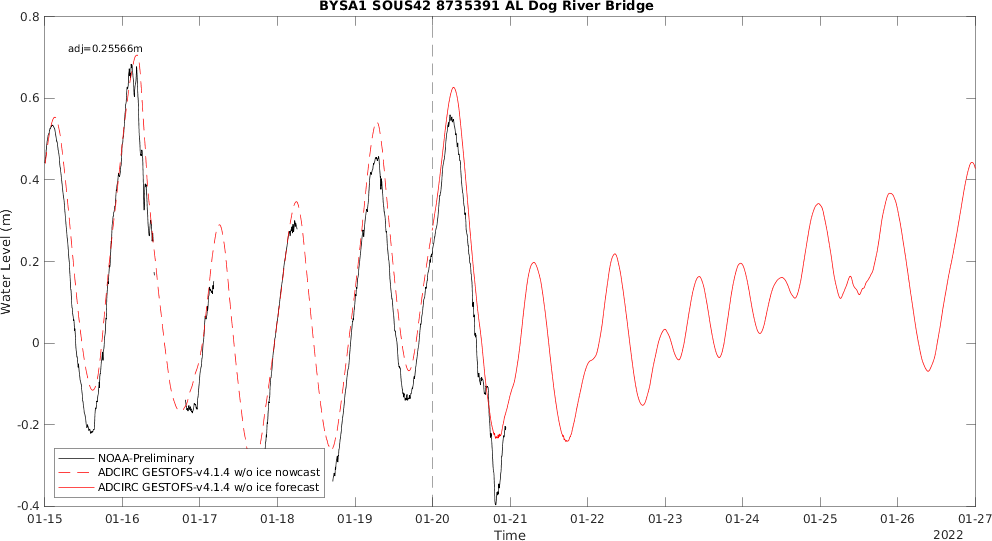 BYSA1 SOUS42 8735391 AL Dog River Bridge
adj=0.25566m
Water Level (m)
0.8
0.6
0.4
0.2
0
-0.2
-0.4
NOAA-Preliminary
ADCIRC GESTOFS-v4.1.4 w/o ice nowcast
ADCIRC GESTOFS-v4.1.4 w/o ice forecast
01-15 01-16 01-17 01-18 01-19 01-20 01-21 01-22 01-23 01-24 01-25 01-26 01-27
Time
2022